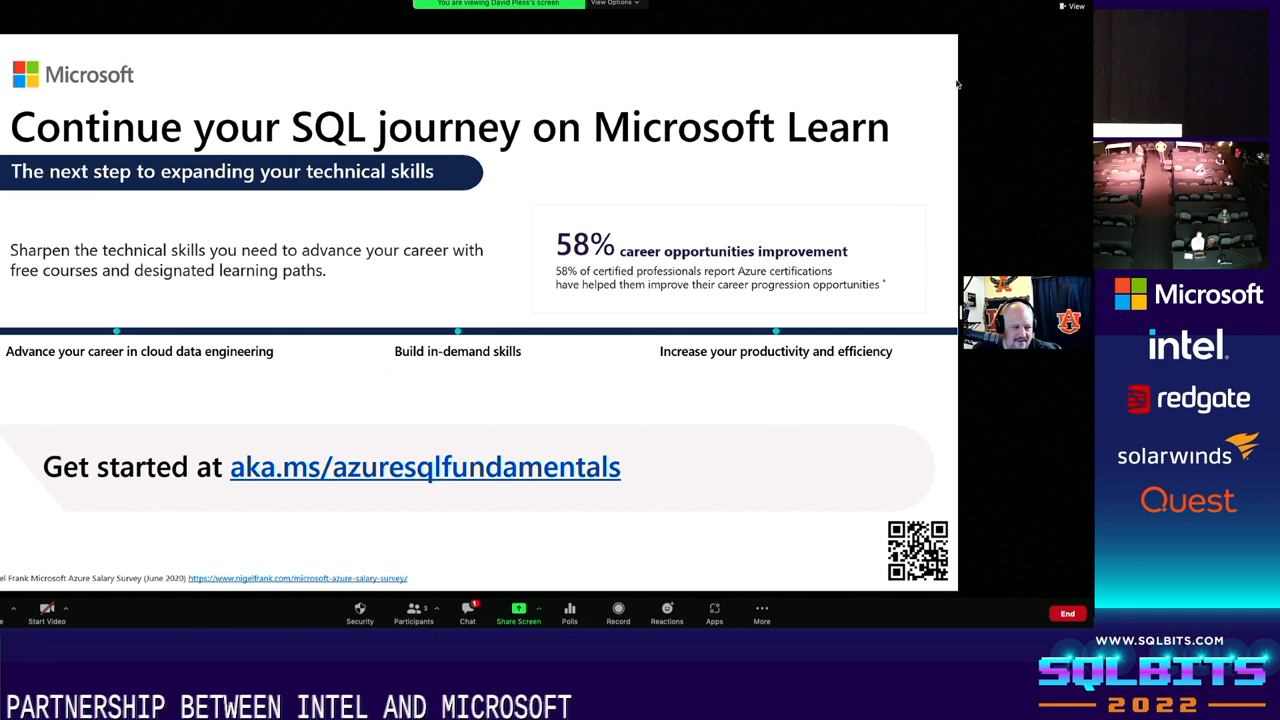 You are viewing David Pless's screen
View Options
View
Microsoft
Continue your SQL journey on Microsoft Learn
The next step to expanding your technical skills
Sharpen the technical skills you need to advance your career with
free courses and designated learning paths.
58% career opportunities improvement
58% of certified professionals report Azure certifications
have helped them improve their career progression opportunities *
Advance your career in cloud data engineering
Build in-demand skills
Increase your productivity and efficiency
Get started at aka.ms/azuresqlfundamentals
el Frank Microsoft Azure Salary Survey (June 2020) https://www.nigelfrank.com/microsoft-azure-salary-survey/
Start Video
Security
Participants
3
Chat
1
Share Screen
Polls
Record
Reactions
Apps
More
End
Microsoft
intel.
redgate
solarwinds
Quest
WWW.SQLBITS.COM
SQLBITS
2022
PARTNERSHIP BETWEEN INTEL AND MICROSOFT